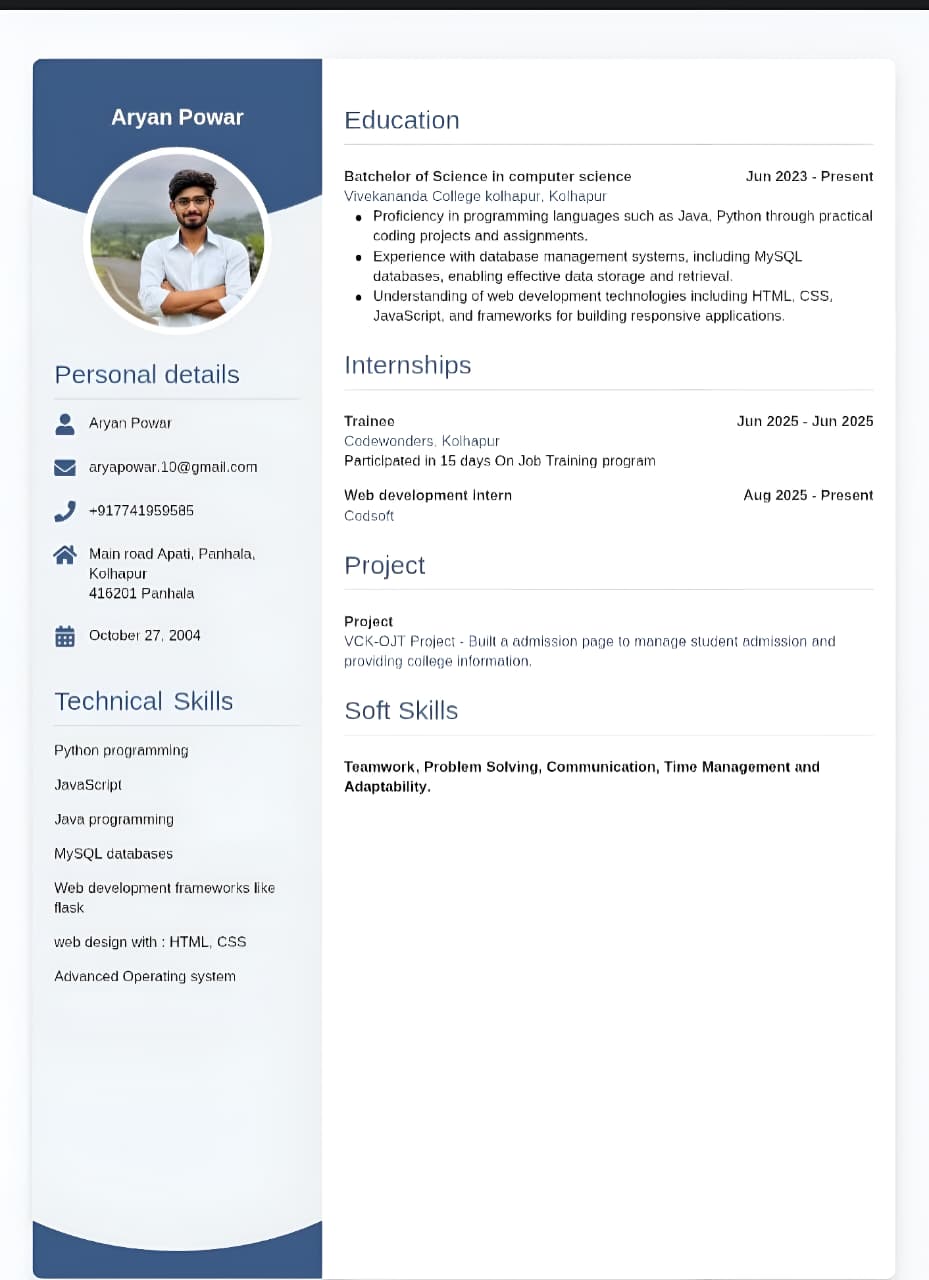 Aryan Powar
Personal details
Aryan Powar
aryapowar.10@gmail.com
+917741959585
Main road Apati, Panhala,
Kolhapur
416201 Panhala
October 27, 2004
Technical Skills
Python programming
JavaScript
Java programming
MySQL databases
Web development frameworks like
flask
web design with : HTML, CSS
Advanced Operating system
Education
Batchelor of Science in computer science Jun 2023 - Present
Vivekananda College kolhapur, Kolhapur
• Proficiency in programming languages such as Java, Python through practical
coding projects and assignments.
• Experience with database management systems, including MySQL
databases, enabling effective data storage and retrieval.
• Understanding of web development technologies including HTML, CSS,
JavaScript, and frameworks for building responsive applications.
Internships
Trainee Jun 2025 - Jun 2025
Codewonders, Kolhapur
Participated in 15 days On Job Training program
Web development intern Aug 2025 - Present
Codsoft
Project
Project
VCK-OJT Project - Built a admission page to manage student admission and
providing college information.
Soft Skills
Teamwork, Problem Solving, Communication, Time Management and
Adaptability.